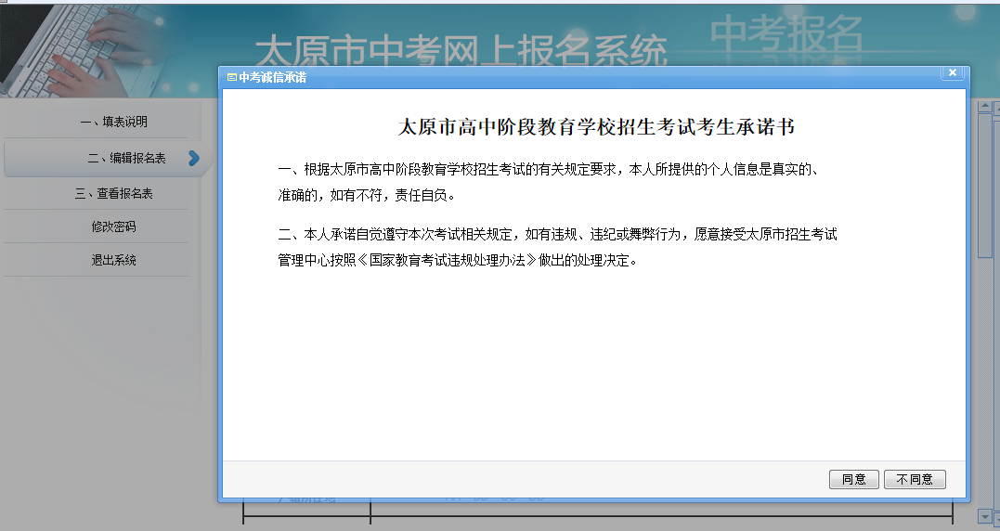 太原市中考网上报名系统
中考报名
中考诚信承诺
一、填表说明
二、编辑报名表
三、查看报名表
修改密码
退出系统
太原市高中阶段教育学校招生考试考生承诺书
一、根据太原市高中阶段教育学校招生考试的有关规定要求，本人所提供的个人信息是真实的、
准确的，如有不符，责任自负。
二、本人承诺自觉遵守本次考试相关规定，如有违规、违纪或舞弊行为，愿意接受太原市招生考试
管理中心按照《国家教育考试违规处理办法》做出的处理决定。
同意
不同意